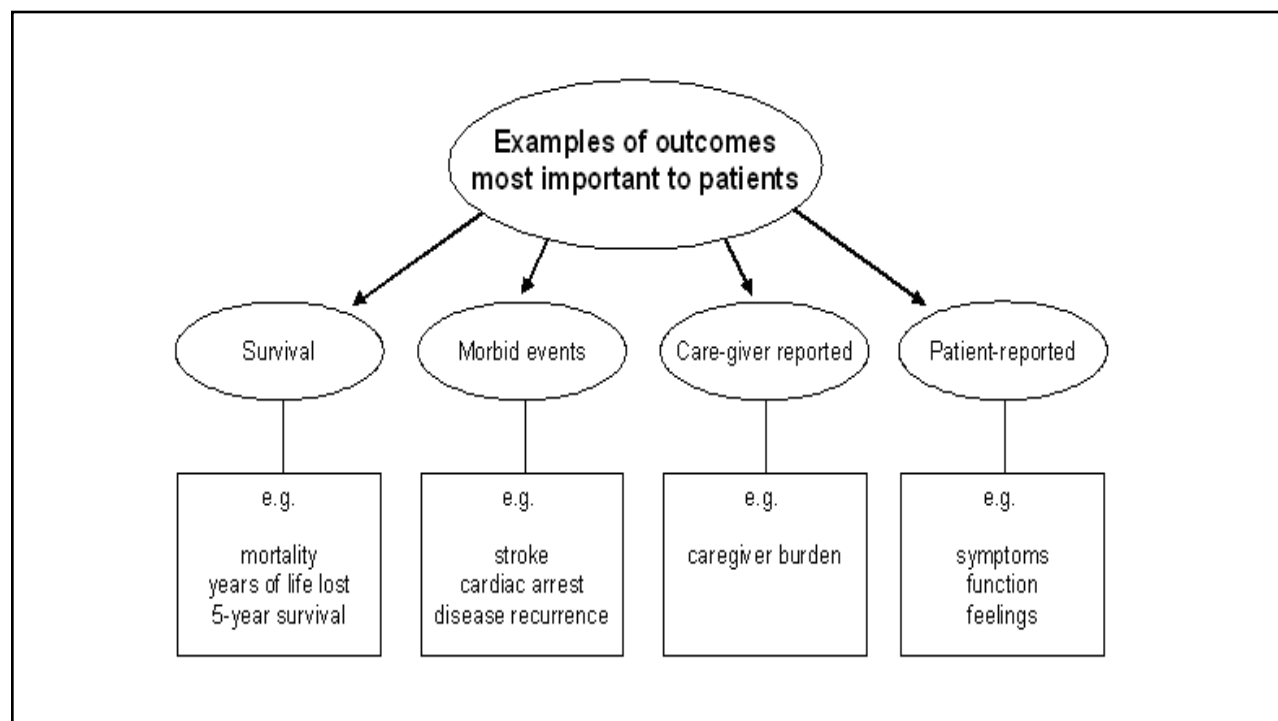 Examples of outcomes
most important to patients
Survival
Morbid events
Care-giver reported
Patient-reported
e.g.
mortality
years of life lost
5-year survival
e.g.
stroke
cardiac arrest
disease recurrence
e.g.
caregiver burden
e.g.
symptoms
function
feelings